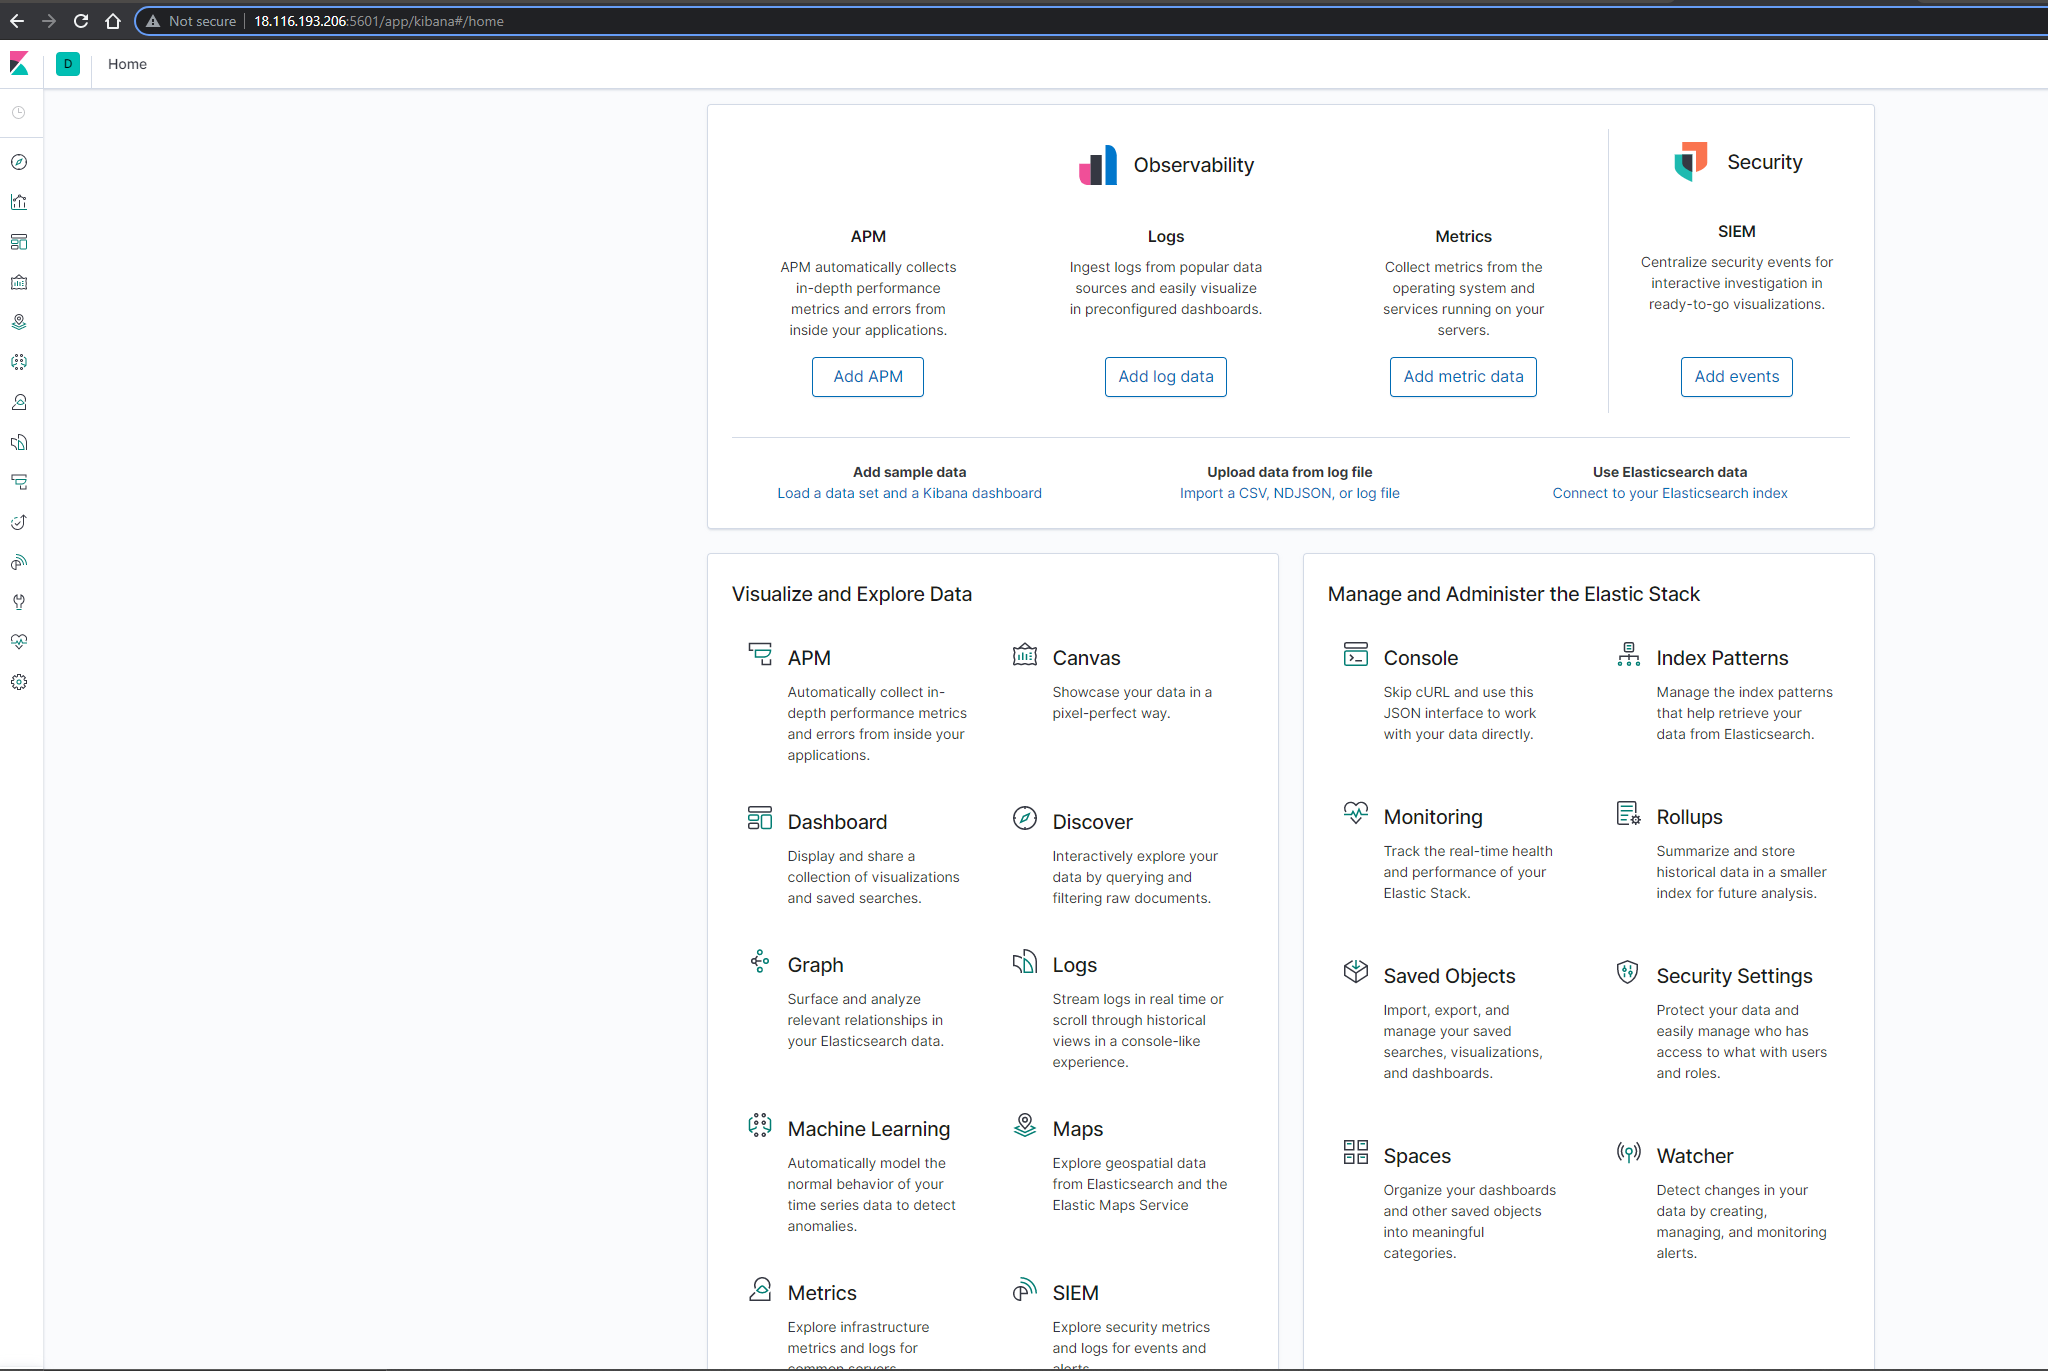 Not secure 18.116.193.206:5601/app/kibana#/home
D Home
Observability
Security
APM
APM automatically collects
in-depth performance
metrics and errors from
inside your applications.
Add APM
Logs
Ingest logs from popular data
sources and easily visualize
in preconfigured dashboards.
Add log data
Metrics
Collect metrics from the
operating system and
services running on your
servers.
Add metric data
SIEM
Centralize security events for
interactive investigation in
ready-to-go visualizations.
Add events
Add sample data
Load a data set and a Kibana dashboard
Upload data from log file
Import a CSV, NDJSON, or log file
Use Elasticsearch data
Connect to your Elasticsearch index
Visualize and Explore Data
APM
Automatically collect in-
depth performance metrics
and errors from inside your
applications.
Canvas
Showcase your data in a
pixel-perfect way.
Dashboard
Display and share a
collection of visualizations
and saved searches.
Discover
Interactively explore your
data by querying and
filtering raw documents.
Graph
Surface and analyze
relevant relationships in
your Elasticsearch data.
Logs
Stream logs in real time or
scroll through historical
views in a console-like
experience.
Machine Learning
Automatically model the
normal behavior of your
time series data to detect
anomalies.
Maps
Explore geospatial data
from Elasticsearch and the
Elastic Maps Service
Metrics
Explore infrastructure
metrics and logs for
common servers
SIEM
Explore security metrics
and logs for events and
alerts
Manage and Administer the Elastic Stack
Console
Skip cURL and use this
JSON interface to work
with your data directly.
Index Patterns
Manage the index patterns
that help retrieve your
data from Elasticsearch.
Monitoring
Track the real-time health
and performance of your
Elastic Stack.
Rollups
Summarize and store
historical data in a smaller
index for future analysis.
Saved Objects
Import, export, and
manage your saved
searches, visualizations,
and dashboards.
Security Settings
Protect your data and
easily manage who has
access to what with users
and roles.
Spaces
Organize your dashboards
and other saved objects
into meaningful
categories.
Watcher
Detect changes in your
data by creating,
managing, and monitoring
alerts.